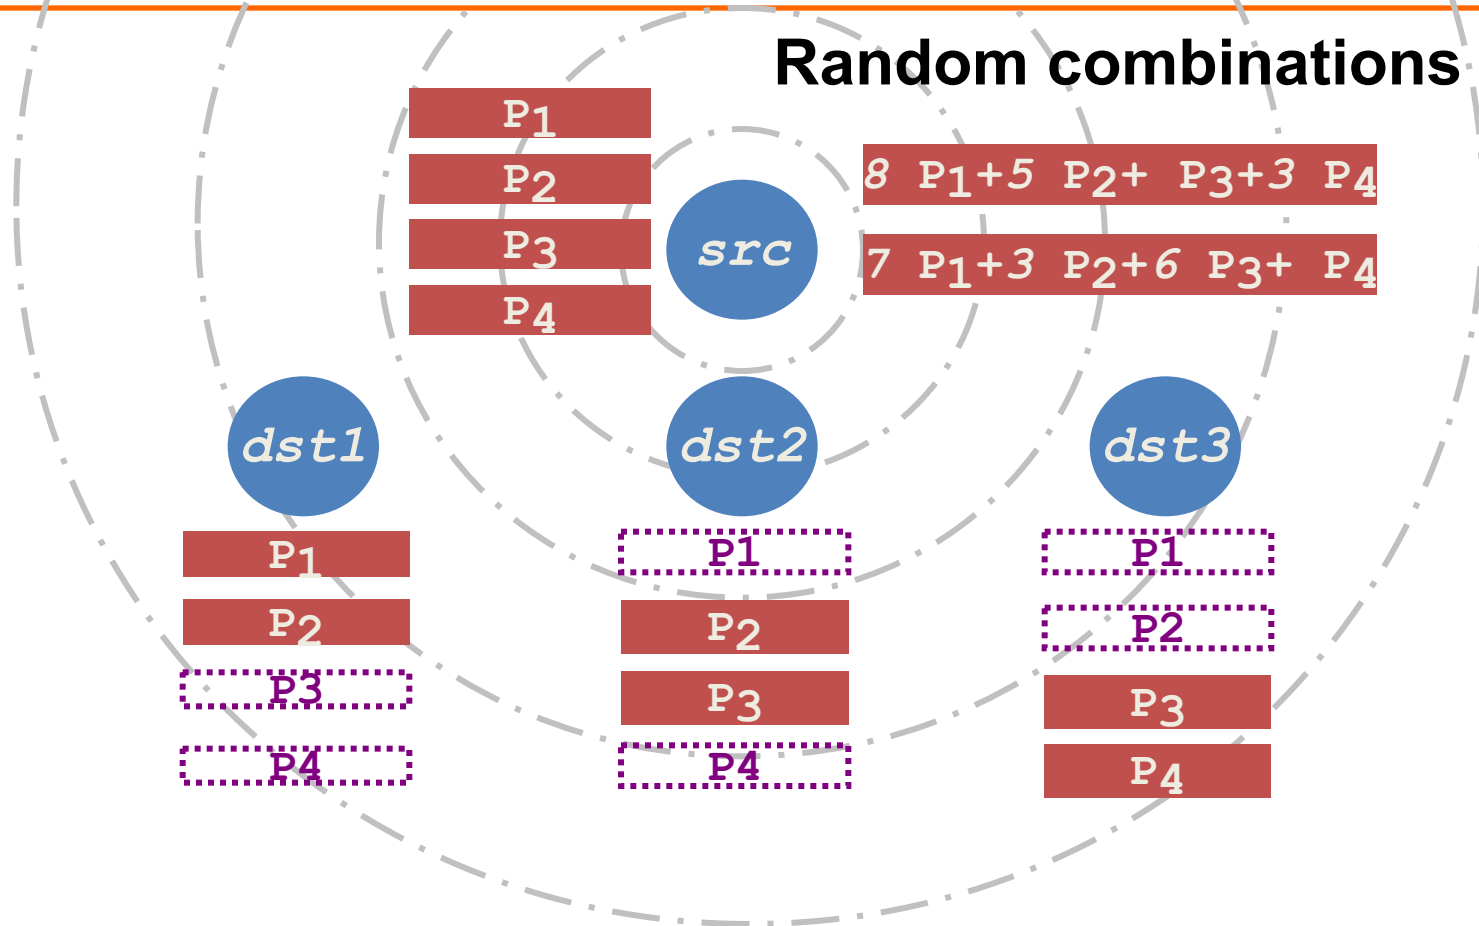 Random combinations
P1
P2
P3
P4
src
8 P1+5 P2+ P3+3 P4
7 P1+3 P2+6 P3+ P4
dst1
dst2
dst3
P1
P2
P3
P4
P1
P2
P3
P4
P1
P2
P3
P4